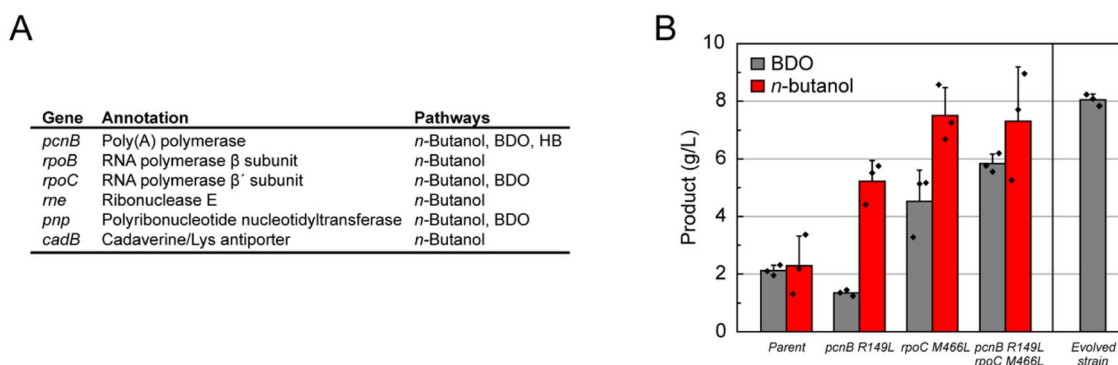 A
Gene Annotation Pathways
pcnB Poly(A) polymerase n-Butanol, BDO, HB
rpoB RNA polymerase β subunit n-Butanol
rpoC RNA polymerase β´ subunit n-Butanol, BDO
rne Ribonuclease E n-Butanol
pnp Polyribonucleotide nucleotidyltransferase n-Butanol, BDO
cadB Cadaverine/Lys antiporter n-Butanol
B
Product (g/L)
10
8
6
4
2
0
BDO
n-butanol
Parent
pcnB R149L
rpoC M466L
pcnB R149L
rpoC M466L
Evolved
strain